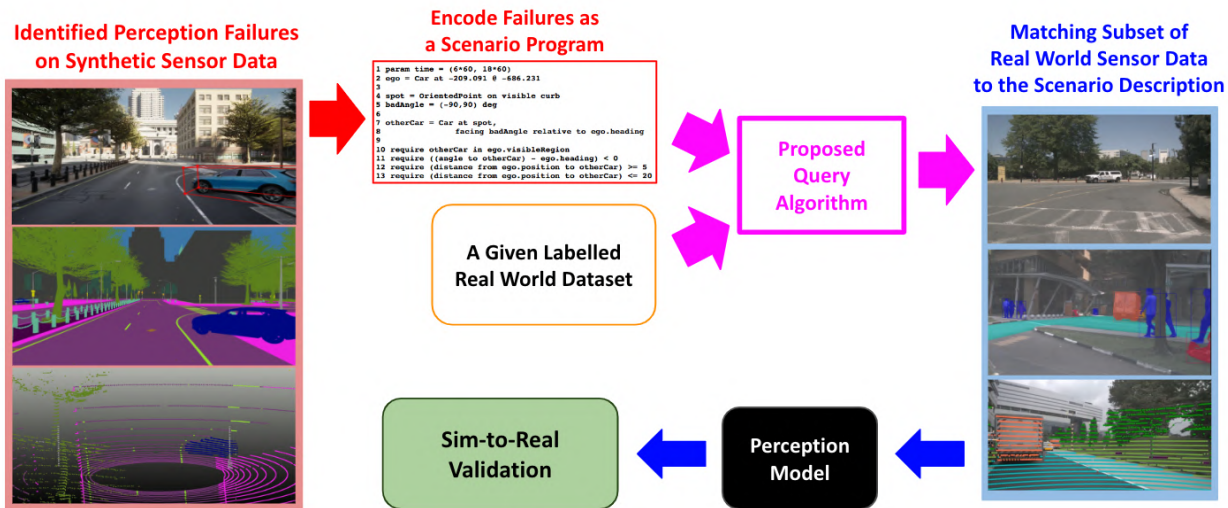 Identified Perception Failures
on Synthetic Sensor Data
Encode Failures as
a Scenario Program
1 param time = (6*60, 18*60)
2 ego = Car at -209.091 @ -686.231
3
4 spot = OrientedPoint on visible curb
5 badAngle = (-90,90) deg
6
7 otherCar = Car at spot,
8 facing badAngle relative to ego.heading
9
10 require otherCar in ego.visibleRegion
11 require ((angle to otherCar) - ego.heading) < 0
12 require (distance from ego.position to otherCar) >= 5
13 require (distance from ego.position to otherCar) <= 20
A Given Labelled
Real World Dataset
Proposed
Query
Algorithm
Matching Subset of
Real World Sensor Data
to the Scenario Description
Perception
Model
Sim-to-Real
Validation